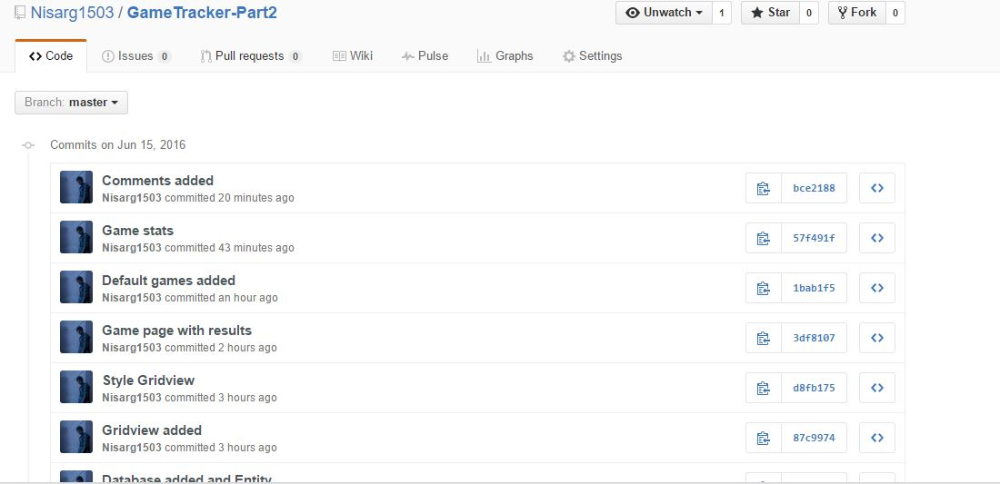 Nisarg1503 / GameTracker-Part2
Unwatch 1 Star 0 Fork 0
Code Issues 0 Pull requests 0 Wiki Pulse Graphs Settings
Branch: master
Commits on Jun 15, 2016
Comments added
Nisarg1503 committed 20 minutes ago
bce2188
Game stats
Nisarg1503 committed 43 minutes ago
57f491f
Default games added
Nisarg1503 committed an hour ago
1bab1f5
Game page with results
Nisarg1503 committed 2 hours ago
3df8107
Style Gridview
Nisarg1503 committed 3 hours ago
d8fb175
Gridview added
Nisarg1503 committed 3 hours ago
87c9974
Database added and Entity